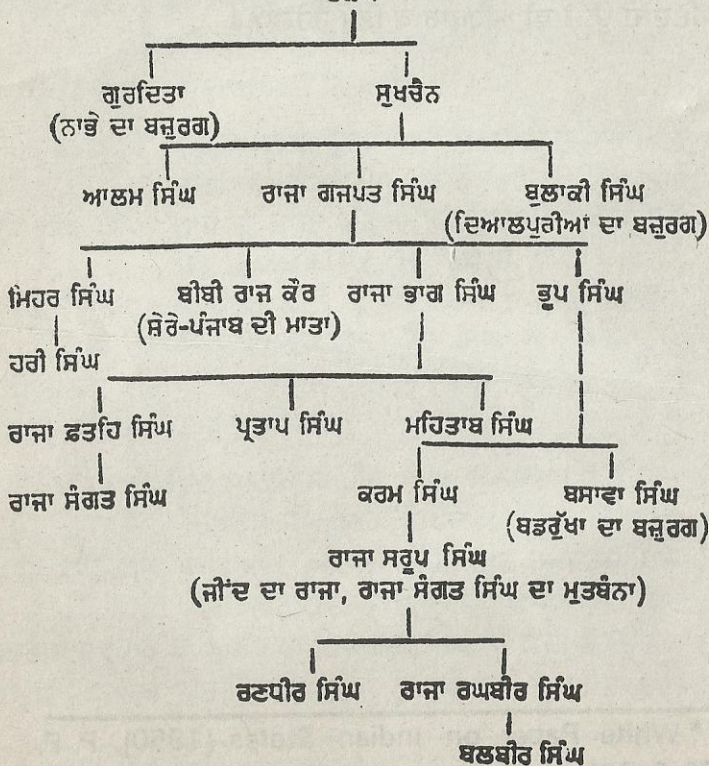 ਗੁਰਦਿਤਾ ਸੁਖਚੈਨ
(ਨਾਭੇ ਦਾ ਬਜ਼ੁਰਗ)
ਆਲਮ ਸਿੰਘ ਰਾਜਾ ਗਜਪਤ ਸਿੰਘ ਬੁਲਾਕੀ ਸਿੰਘ
(ਦਿਆਲਪੁਰੀਆਂ ਦਾ ਬਜ਼ੁਰਗ)
ਮਿਹਰ ਸਿੰਘ ਬੀਬੀ ਰਾਜ ਕੌਰ ਰਾਜਾ ਭਾਗ ਸਿੰਘ ਭੂਪ ਸਿੰਘ
(ਸ਼ੇਰੇ-ਪੰਜਾਬ ਦੀ ਮਾਤਾ)
ਹਰੀ ਸਿੰਘ
ਰਾਜਾ ਫ਼ਤਹਿ ਸਿੰਘ ਪ੍ਰਤਾਪ ਸਿੰਘ ਮਹਿਤਾਬ ਸਿੰਘ
ਰਾਜਾ ਸੰਗਤ ਸਿੰਘ ਕਰਮ ਸਿੰਘ ਬਸਾਵਾ ਸਿੰਘ
(ਬਡਰੁੱਖਾ ਦਾ ਬਜ਼ੁਰਗ)
ਰਾਜਾ ਸਰੂਪ ਸਿੰਘ
(ਜੀਂਦ ਦਾ ਰਾਜਾ, ਰਾਜਾ ਸੰਗਤ ਸਿੰਘ ਦਾ ਮੁਤਬੰਨਾ)
ਰਣਧੀਰ ਸਿੰਘ ਰਾਜਾ ਰਘਬੀਰ ਸਿੰਘ
ਬਲਬੀਰ ਸਿੰਘ